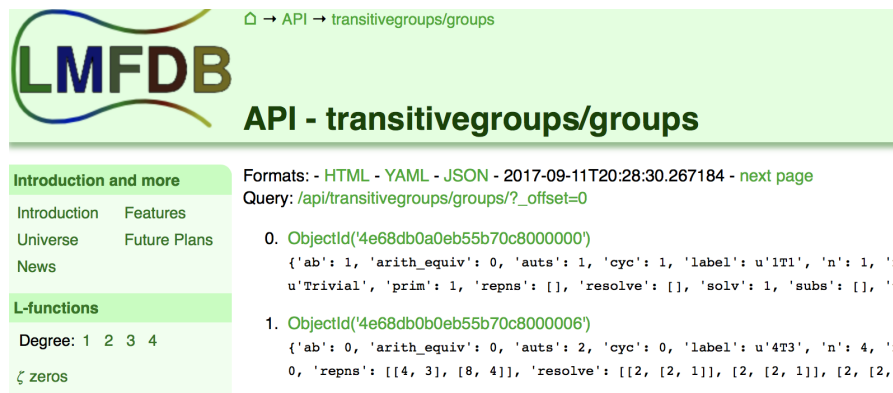 ⌂ → API → transitivegroups/groups
LMFDB
API - transitivegroups/groups
Introduction and more
Introduction Features
Universe Future Plans
News
L-functions
Degree: 1 2 3 4
ζ zeros
Formats: - HTML - YAML - JSON - 2017-09-11T20:28:30.267184 - next page
Query: /api/transitivegroups/groups/?_offset=0
0. ObjectId('4e68db0a0eb55b70c8000000')
{'ab': 1, 'arith_equiv': 0, 'auts': 1, 'cyc': 1, 'label': u'1T1', 'n': 1, '
u'Trivial', 'prim': 1, 'repns': [], 'resolve': [], 'solv': 1, 'subs': [], '
1. ObjectId('4e68db0b0eb55b70c8000006')
{'ab': 0, 'arith_equiv': 0, 'auts': 2, 'cyc': 0, 'label': u'4T3', 'n': 4, '
0, 'repns': [[4, 3], [8, 4]], 'resolve': [[2, [2, 1]], [2, [2, 1]], [2, [2,